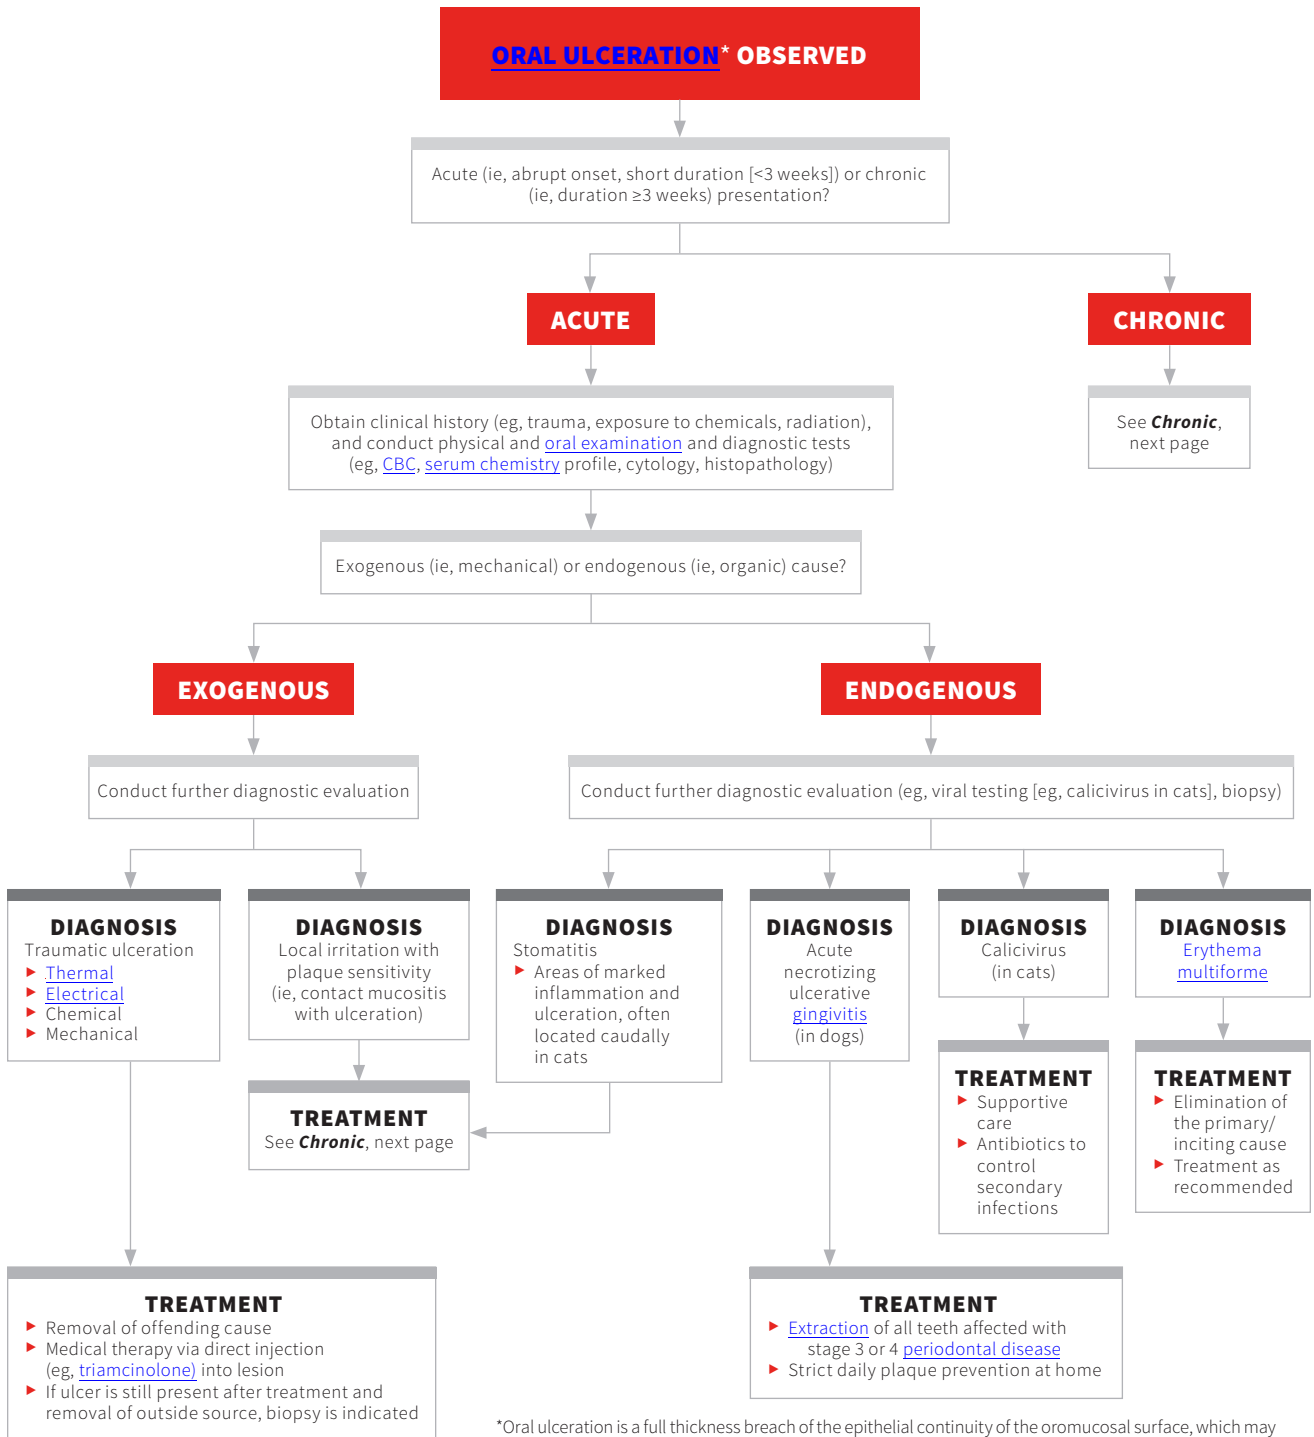 ORAL ULCERATION* OBSERVED
Acute (ie, abrupt onset, short duration [<3 weeks]) or chronic
(ie, duration ≥3 weeks) presentation?
ACUTE
CHRONIC
Obtain clinical history (eg, trauma, exposure to chemicals, radiation),
and conduct physical and oral examination and diagnostic tests
(eg, CBC, serum chemistry profile, cytology, histopathology)
See Chronic,
next page
Exogenous (ie, mechanical) or endogenous (ie, organic) cause?
EXOGENOUS
ENDOGENOUS
Conduct further diagnostic evaluation
Conduct further diagnostic evaluation (eg, viral testing [eg, calicivirus in cats], biopsy)
DIAGNOSIS
Traumatic ulceration
► Thermal
► Electrical
► Chemical
► Mechanical
DIAGNOSIS
Local irritation with
plaque sensitivity
(ie, contact mucositis
with ulceration)
DIAGNOSIS
Stomatitis
► Areas of marked
inflammation and
ulceration, often
located caudally
in cats
DIAGNOSIS
Acute
necrotizing
ulcerative
gingivitis
(in dogs)
DIAGNOSIS
Calicivirus
(in cats)
DIAGNOSIS
Erythema
multiforme
TREATMENT
See Chronic, next page
TREATMENT
► Supportive
care
► Antibiotics to
control
secondary
infections
TREATMENT
► Elimination of
the primary/
inciting cause
► Treatment as
recommended
TREATMENT
► Removal of offending cause
► Medical therapy via direct injection
(eg, triamcinolone) into lesion
► If ulcer is still present after treatment and
removal of outside source, biopsy is indicated
TREATMENT
► Extraction of all teeth affected with
stage 3 or 4 periodontal disease
► Strict daily plaque prevention at home
*Oral ulceration is a full thickness breach of the epithelial continuity of the oromucosal surface, which may